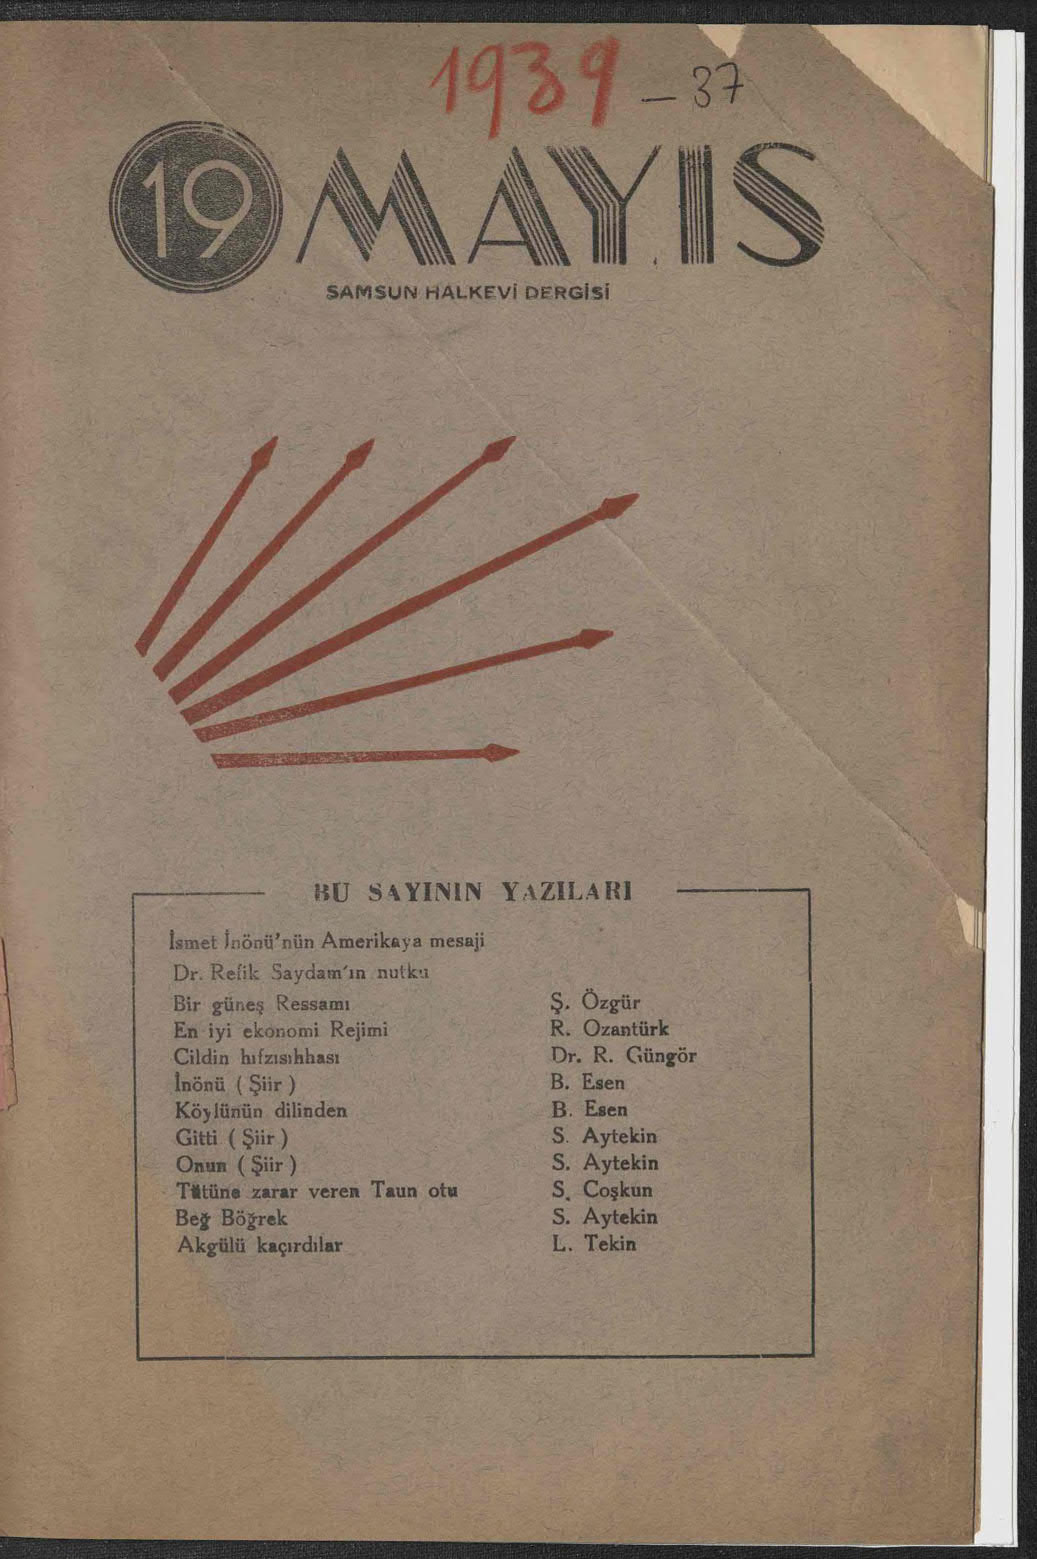 1939 - 37
19 MAYIS
SAMSUN HALKEVİ DERGİSİ
BU SAYININ YAZILARI
İsmet İnönü'nün Amerikaya mesaji
Dr. Refik Saydam'ın nutku
Bir güneş Ressamı Ş. Özgür
En iyi ekonomi Rejimi R. Ozantürk
Cildin hıfzısıhhası Dr. R. Güngör
İnönü ( Şiir ) B. Esen
Köylünün dilinden B. Esen
Gitti ( Şiir ) S. Aytekin
Onun ( Şiir ) S. Aytekin
Tütüne zarar veren Taun otu S. Coşkun
Beğ Böğrek S. Aytekin
Akgülü kaçırdılar L. Tekin